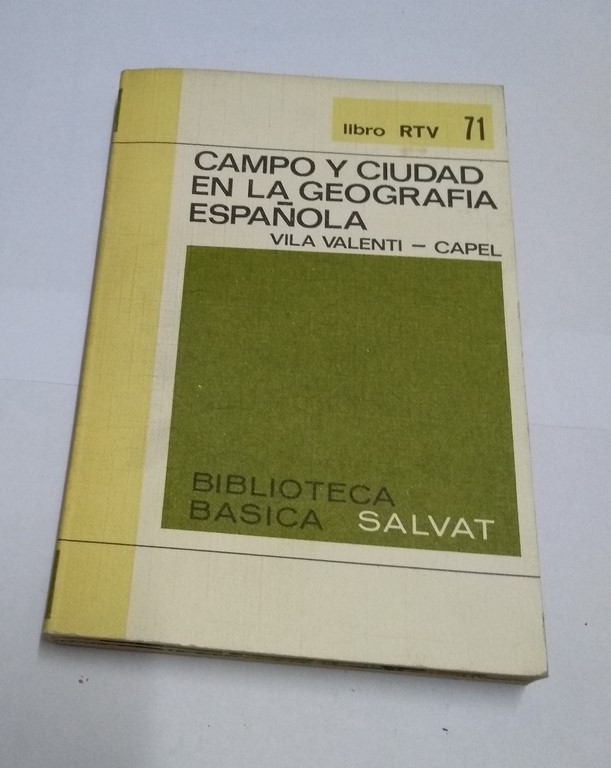 libro RTV 71
CAMPO Y CIUDAD
EN LA GEOGRAFIA
ESPAÑOLA
VILA VALENTI - CAPEL
BIBLIOTECA
BASICA SALVAT